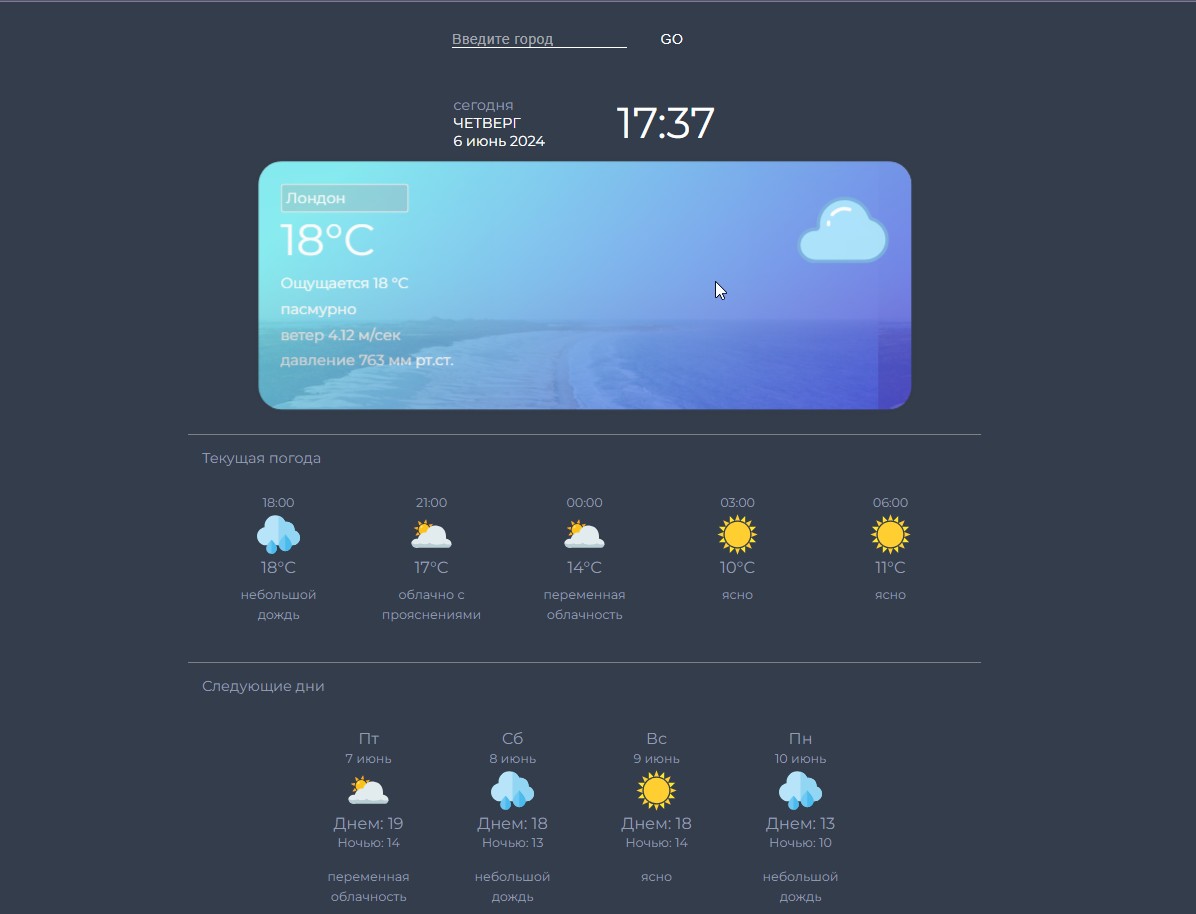 Введите город
GO
сегодня
ЧЕТВЕРГ
6 июнь 2024
17:37
Лондон
18°C
Ощущается 18 °C
пасмурно
ветер 4.12 м/сек
давление 763 мм рт.ст.
Текущая погода
18:00 21:00 00:00 03:00 06:00
18°C 17°C 14°C 10°C 11°C
небольшой облачно с переменная ясно ясно
дождь прояснениями облачность
Следующие дни
Пт Сб Вс Пн
7 июнь 8 июнь 9 июнь 10 июнь
Днем: 19 Днем: 18 Днем: 18 Днем: 13
Ночью: 14 Ночью: 13 Ночью: 14 Ночью: 10
переменная небольшой ясно небольшой
облачность дождь дождь